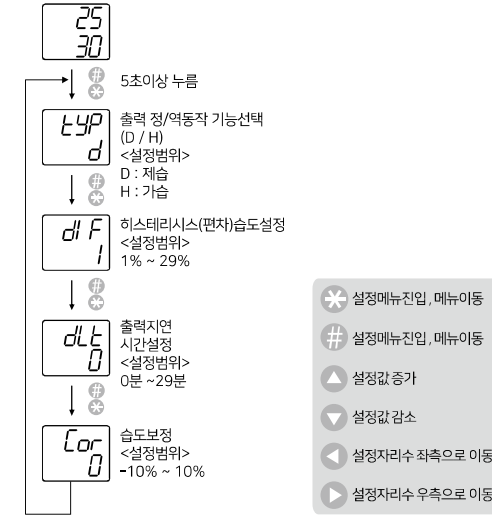 25
30
#
*
5초이상 누름
tYP
d
출력 정/역동작 기능선택
(D / H)
<설정범위>
D : 제습
H : 가습
#
*
dIF
1
히스테리시스(편차)습도설정
<설정범위>
1% ~ 29%
#
*
dLt
0
출력지연
시간설정
<설정범위>
0분 ~29분
#
*
Cor
0
습도보정
<설정범위>
-10% ~ 10%
* 설정메뉴진입, 메뉴이동
# 설정메뉴진입, 메뉴이동
설정값 증가
설정값 감소
설정자리수 좌측으로 이동
설정자리수 우측으로 이동